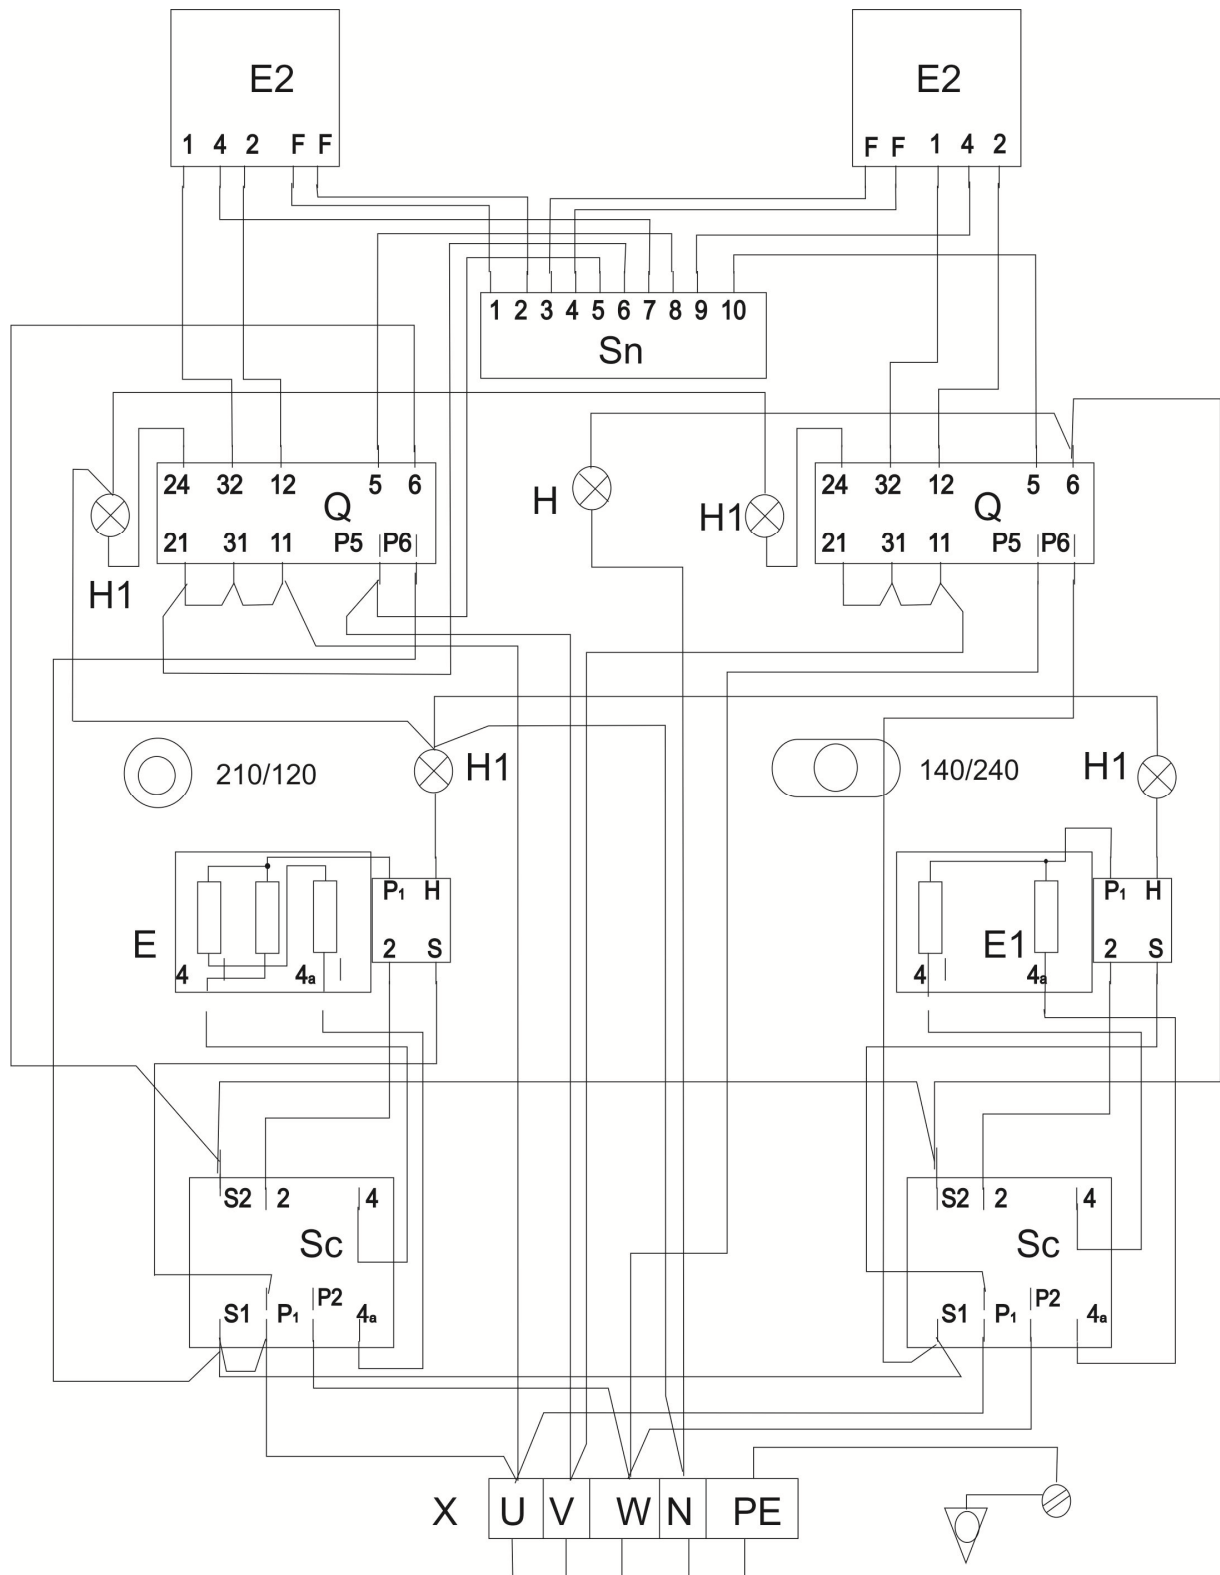 E2 E2
1 4 2 F F F F 1 4 2
1 2 3 4 5 6 7 8 9 10
Sn
24 32 12 5 6 24 32 12 5 6
Q H H1 Q
21 31 11 P5 P6 21 31 11 P5 P6
H1
210/120 H1 140/240 H1
P1 H P1 H
E 2 S E1 2 S
4 4a 4 4a
S2 2 4 S2 2 4
Sc Sc
S1 P1 P2 4a S1 P1 P2 4a
X U V W N PE